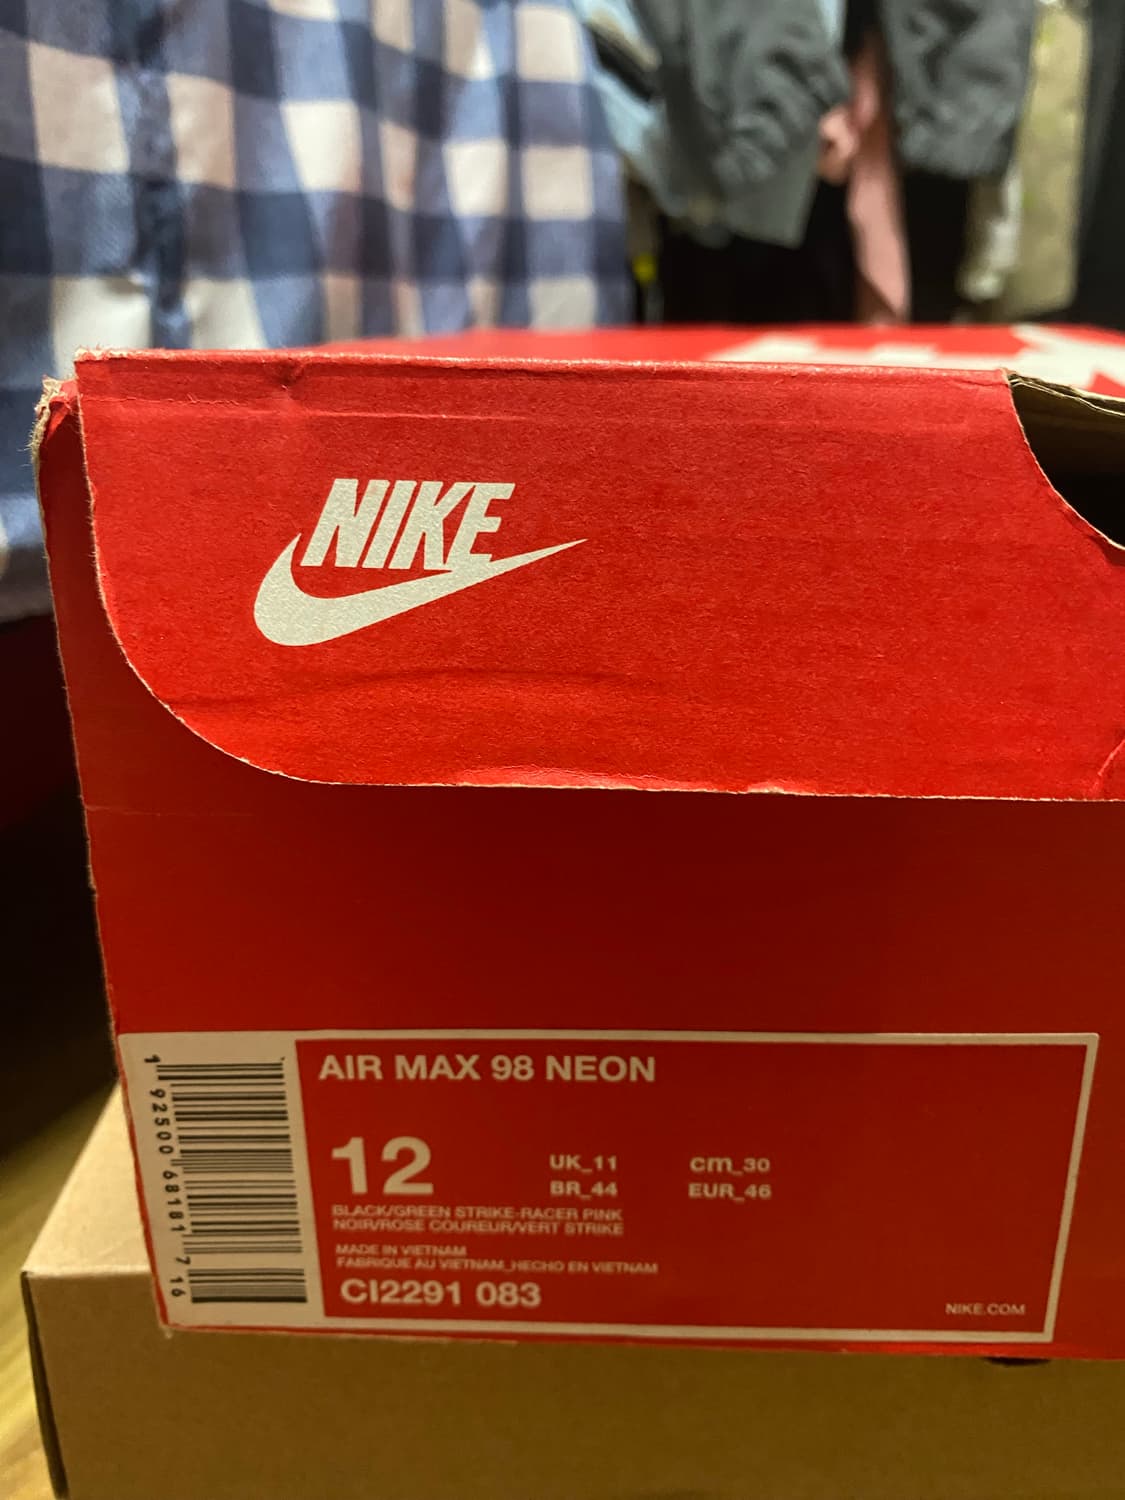 NIKE
AIR MAX 98 NEON
12
UK_11
cm_30
BR_44
EUR_46
BLACK/GREEN STRIKE-RACER PINK
NOIR/ROSE COUREUR/VERT STRIKE
MADE IN VIETNAM
FABRIQUE AU VIETNAM_HECHO EN VIETNAM
CI2291 083
NIKE.COM
1 92500 68181 7 16